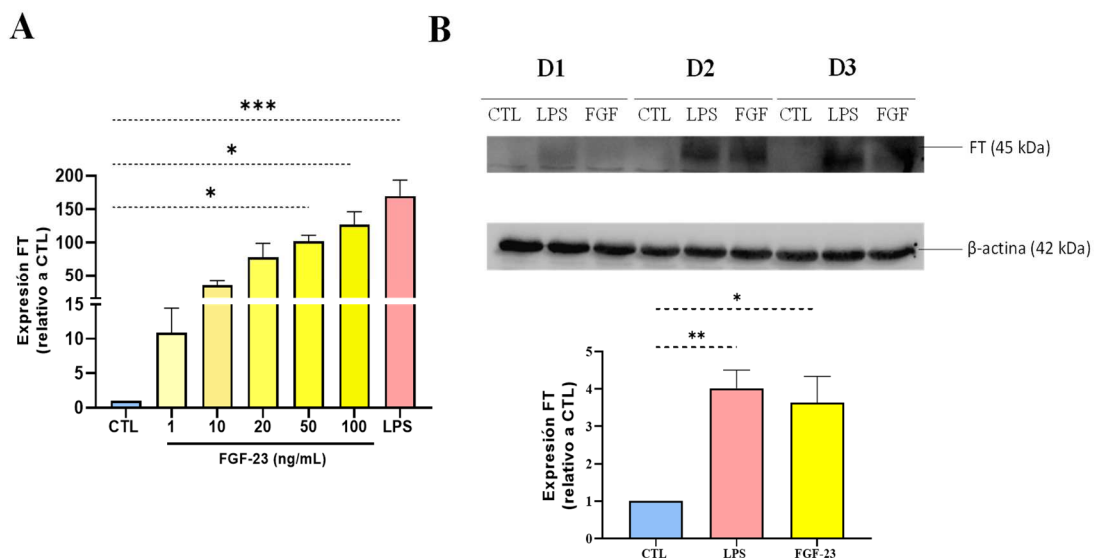 A
***
*
*
200
150
100
50
15
10
5
0
Expresión FT
(relativo a CTL)
CTL 1 10 20 50 100 LPS
FGF-23 (ng/mL)
B
D1 D2 D3
CTL LPS FGF CTL LPS FGF CTL LPS FGF
FT (45 kDa)
β-actina (42 kDa)
*
**
5
4
3
2
1
0
Expresión FT
(relativo a CTL)
CTL LPS FGF-23